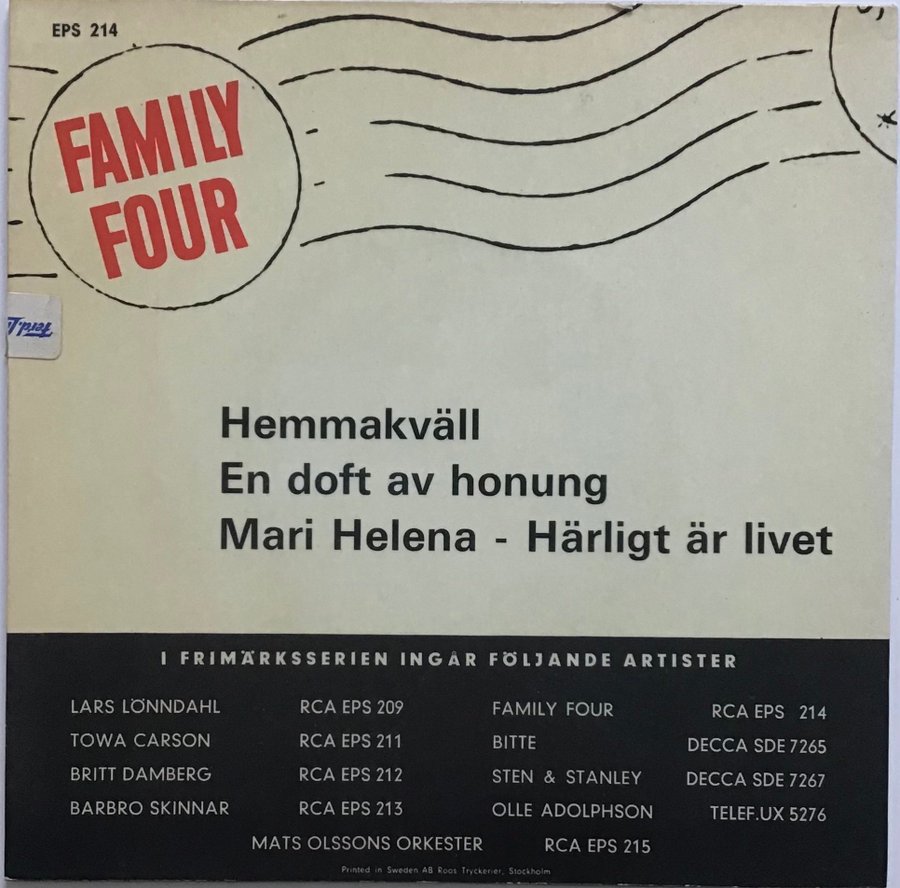 EPS 214
FAMILY
FOUR
Hemmakväll
En doft av honung
Mari Helena - Härligt är livet
I FRIMÄRKSSERIEN INGÅR FÖLJANDE ARTISTER
LARS LÖNNDAHL RCA EPS 209 FAMILY FOUR RCA EPS 214
TOWA CARSON RCA EPS 211 BITTE DECCA SDE 7265
BRITT DAMBERG RCA EPS 212 STEN & STANLEY DECCA SDE 7267
BARBRO SKINNAR RCA EPS 213 OLLE ADOLPHSON TELEF.UX 5276
MATS OLSSONS ORKESTER RCA EPS 215
Printed in Sweden AB Roos Tryckerier, Stockholm